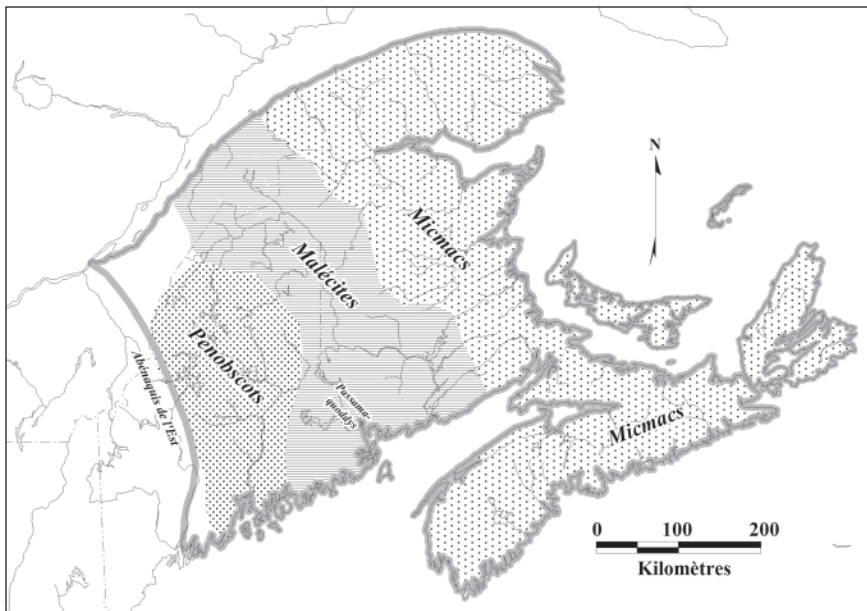 N
Micmacs
Malécites
Penobscots
Abénaquis de l'Est
Passama-
quoddys
Micmacs
0 100 200
Kilomètres